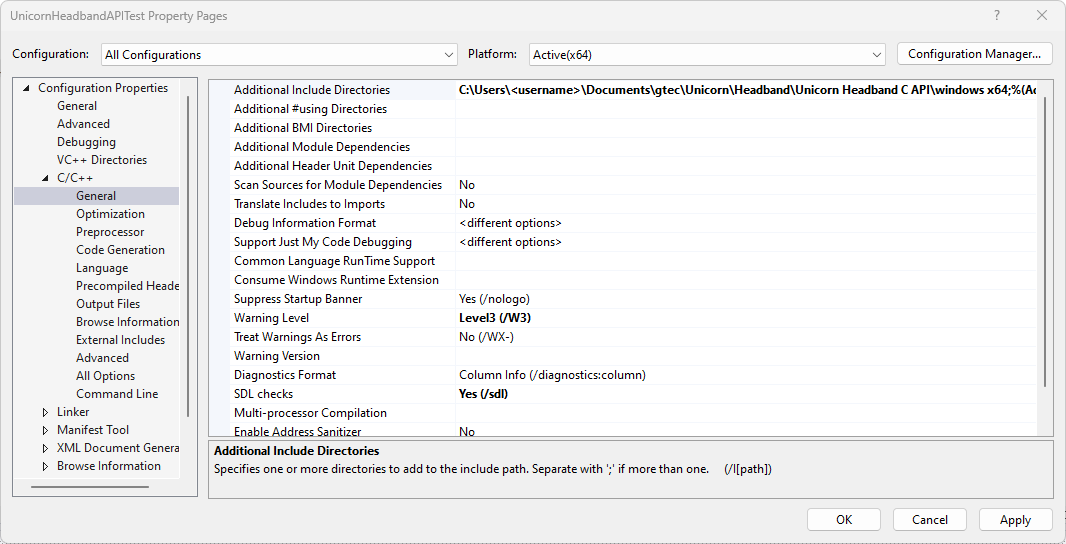 UnicornHeadbandAPITest Property Pages
?
Configuration: All Configurations Platform: Active(x64) Configuration Manager...
Configuration Properties
General
Advanced
Debugging
VC++ Directories
C/C++
General
Optimization
Preprocessor
Code Generation
Language
Precompiled Heade
Output Files
Browse Information
External Includes
Advanced
All Options
Command Line
Linker
Manifest Tool
XML Document Genera
Browse Information
Additional Include Directories C:\Users\<username>\Documents\gtec\Unicorn\Headband\Unicorn Headband C API\windows x64;%(Ad
Additional #using Directories
Additional BMI Directories
Additional Module Dependencies
Additional Header Unit Dependencies
Scan Sources for Module Dependencies No
Translate Includes to Imports No
Debug Information Format <different options>
Support Just My Code Debugging <different options>
Common Language RunTime Support
Consume Windows Runtime Extension
Suppress Startup Banner Yes (/nologo)
Warning Level Level3 (/W3)
Treat Warnings As Errors No (/WX-)
Warning Version
Diagnostics Format Column Info (/diagnostics:column)
SDL checks Yes (/sdl)
Multi-processor Compilation
Enable Address Sanitizer No
Additional Include Directories
Specifies one or more directories to add to the include path. Separate with ';' if more than one. (/I[path])
OK Cancel Apply